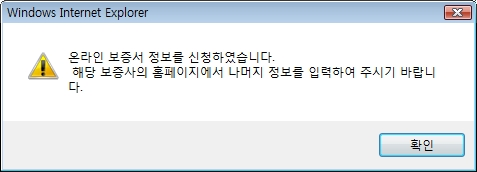 Windows Internet Explorer
온라인 보증서 정보를 신청하였습니다.
해당 보증사의 홈페이지에서 나머지 정보를 입력하여 주시기 바랍니
다.
확인